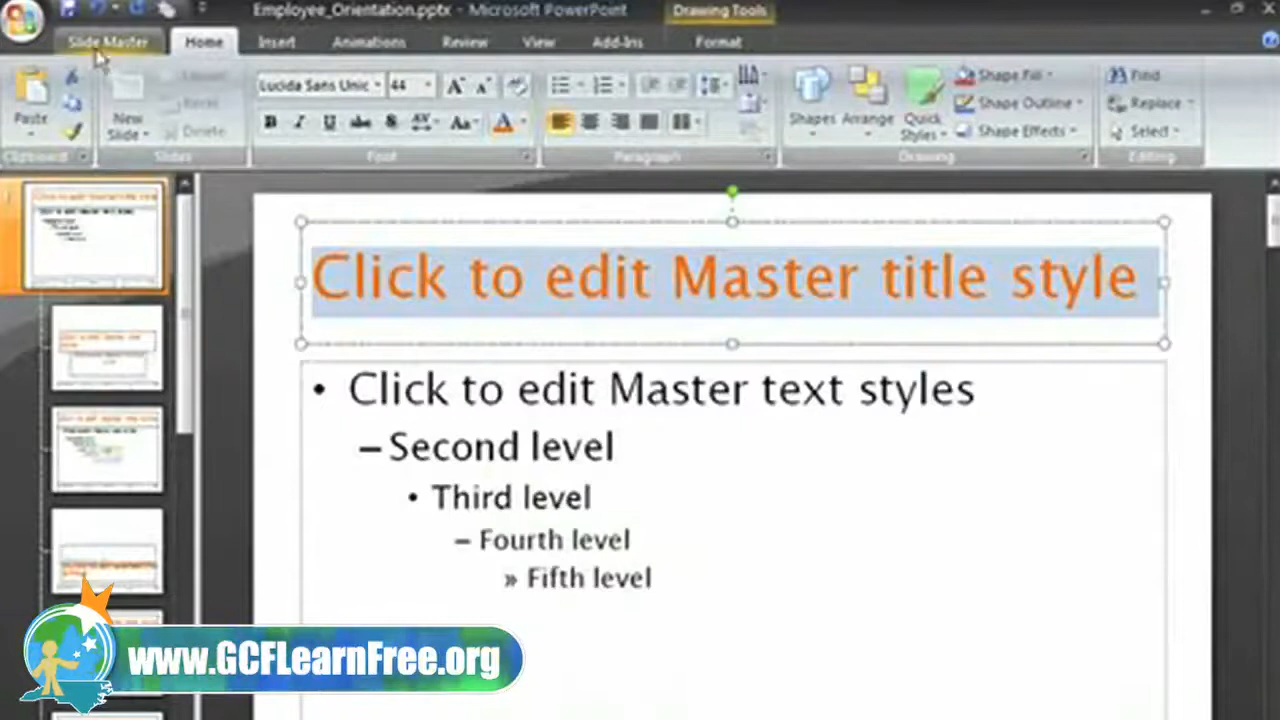 Employee_Orientation.pptx - Microsoft PowerPoint
Drawing Tools
Slide Master
Home
Insert
Animations
Review
View
Add-Ins
Format
Paste
Clipboard
New
Slide
Layout
Reset
Delete
Slides
Lucida Sans Unic
44
Font
Paragraph
Shapes
Arrange
Quick
Styles
Shape Fill
Shape Outline
Shape Effects
Drawing
Find
Replace
Select
Editing
Click to edit Master title style
• Click to edit Master text styles
– Second level
• Third level
– Fourth level
» Fifth level
www.GCFLearnFree.org